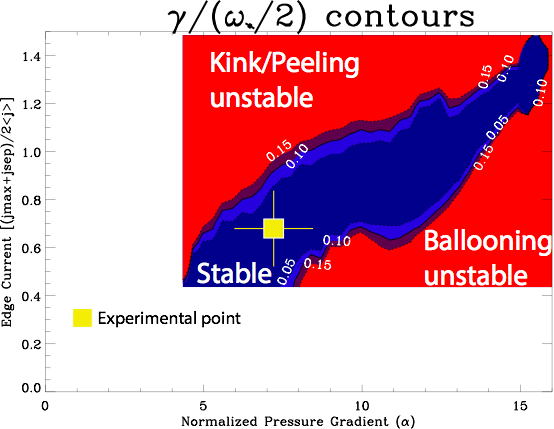 γ/(ω*/2) contours
Kink/Peeling
unstable
0.15
0.10
0.10
0.05
0.15
0.15
0.10
0.10
Ballooning
unstable
Stable
0.05
0.15
Experimental point
Edge Current [(jmax+jsep)/2<j>]
1.4
1.2
1.0
0.8
0.6
0.4
0.2
0.0
0
5
10
15
Normalized Pressure Gradient (α)